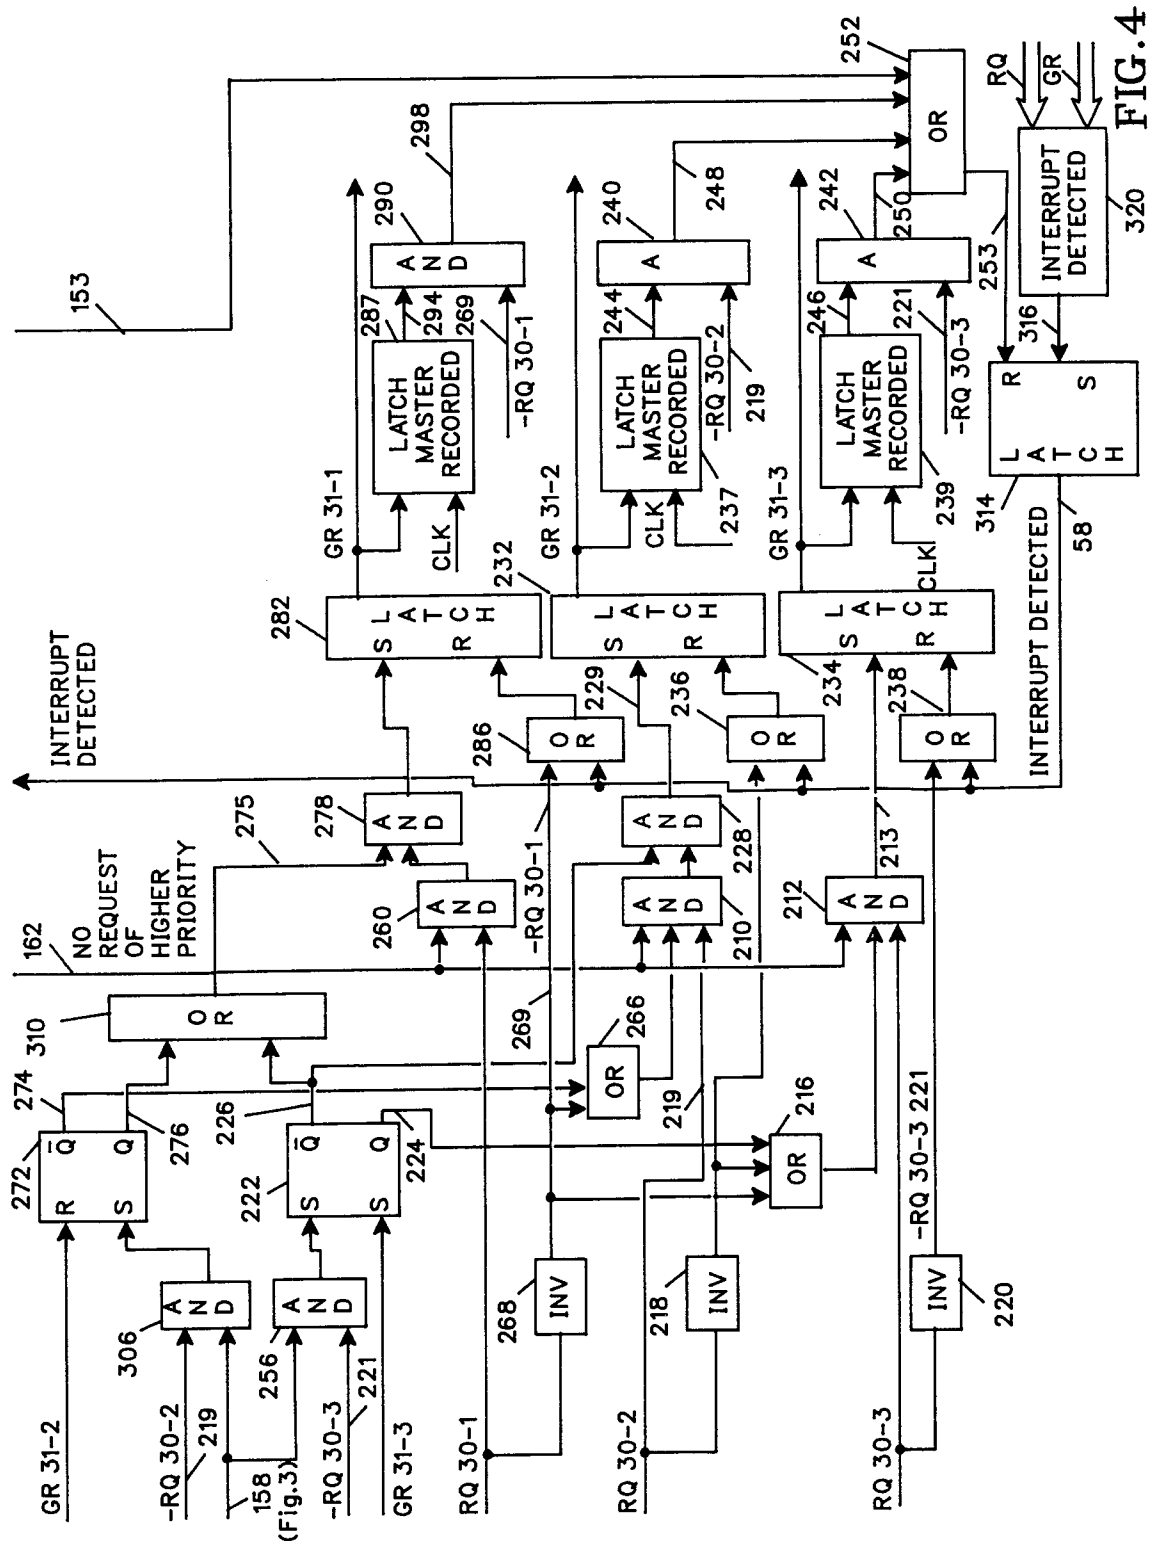 153
252
298
RQ
GR
OR
FIG.4
290
AND
287
294
269
-RQ 30-1
LATCH
MASTER
RECORDED
GR 31-1
CLK
240
A
248
244
-RQ 30-2
219
LATCH
MASTER
RECORDED
GR 31-2
CLK
237
242
A
250
246
221
-RQ 30-3
LATCH
MASTER
RECORDED
GR 31-3
CLK
239
253
INTERRUPT
DETECTED
320
316
R
S
LATCH
314
58
INTERRUPT DETECTED
INTERRUPT
DETECTED
282
S
LATCH
R
232
S
LATCH
R
229
234
S
LATCH
R
286
OR
236
OR
238
OR
275
278
AND
260
AND
-RQ 30-1
269
AND
228
AND
210
213
212
AND
162
NO
REQUEST
OF
HIGHER
PRIORITY
310
OR
266
OR
219
216
OR
-RQ 30-3 221
274
272
Q̅
Q
R
S
276
226
222
Q̅
Q
S
S
224
306
AND
256
AND
268
INV
218
INV
INV
220
GR 31-2
-RQ 30-2
219
158
(Fig.3)
-RQ 30-3
221
GR 31-3
RQ 30-1
RQ 30-2
RQ 30-3